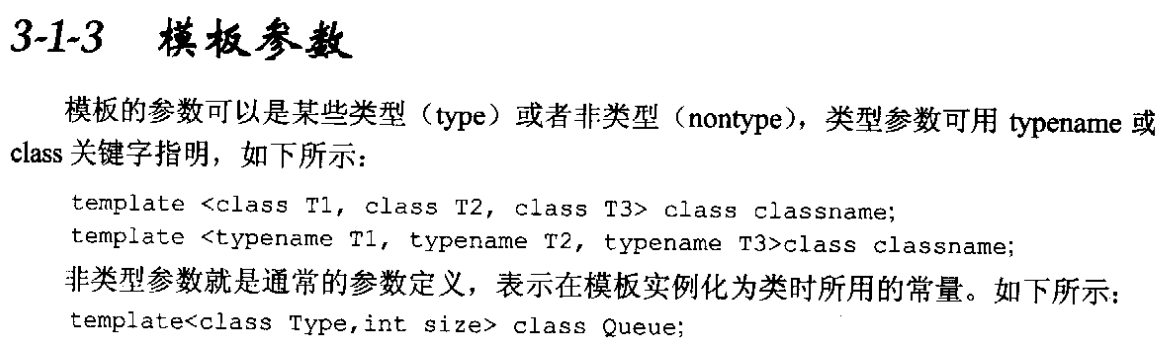 3-1-3 模板参数
模板的参数可以是某些类型（type）或者非类型（nontype），类型参数可用 typename 或
class 关键字指明，如下所示：
template <class T1, class T2, class T3> class classname;
template <typename T1, typename T2, typename T3>class classname;
非类型参数就是通常的参数定义，表示在模板实例化为类时所用的常量。如下所示：
template<class Type,int size> class Queue;